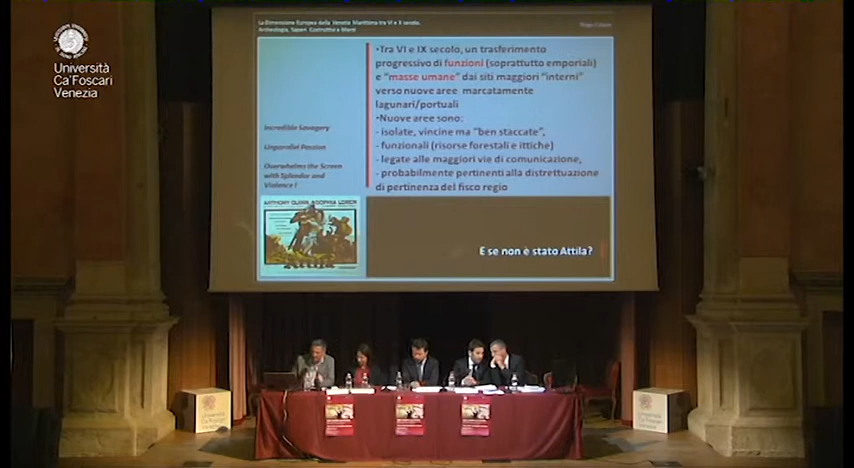 Università
Ca'Foscari
Venezia
La Dimensione Europea della Venetia Marittima tra VI e X secolo.
Archeologia, Saperi, Costruttive e Merci
•Tra VI e IX secolo, un trasferimento
progressivo di funzioni (soprattutto emporiali)
e "masse umane" dai siti maggiori "interni"
verso nuove aree marcatamente
lagunari/portuali
•Nuove aree sono:
- isolate, vincine ma "ben staccate",
- funzionali (risorse forestali e ittiche)
- legate alle maggiori vie di comunicazione,
- probabilmente pertinenti alla distrettuazione
di pertinenza del fisco regio
Incredible Savagery
Unparallel Passion
Overwhelms the Screen
with Splendor and
Violence !
ANTHONY QUINN SOPHIA LOREN
E se non è stato Attila?